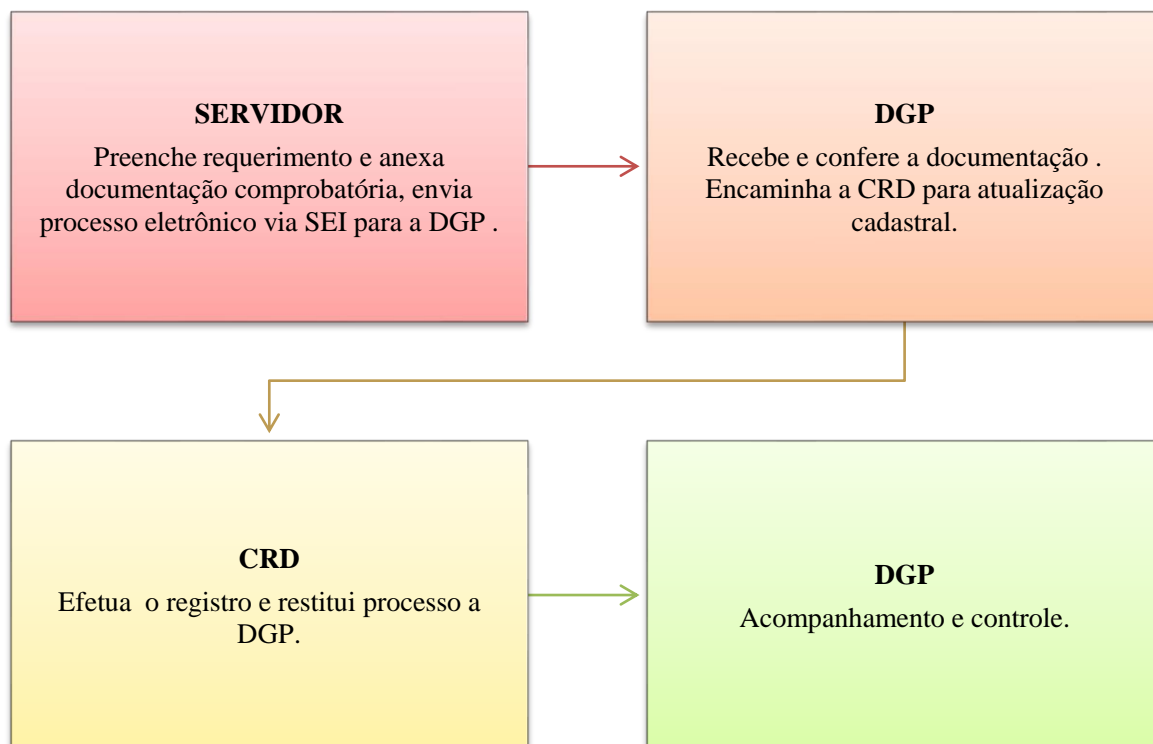 SERVIDOR
Preenche requerimento e anexa
documentação comprobatória, envia
processo eletrônico via SEI para a DGP .
DGP
Recebe e confere a documentação .
Encaminha a CRD para atualização
cadastral.
CRD
Efetua  o registro e restitui processo a
DGP.
DGP
Acompanhamento e controle.